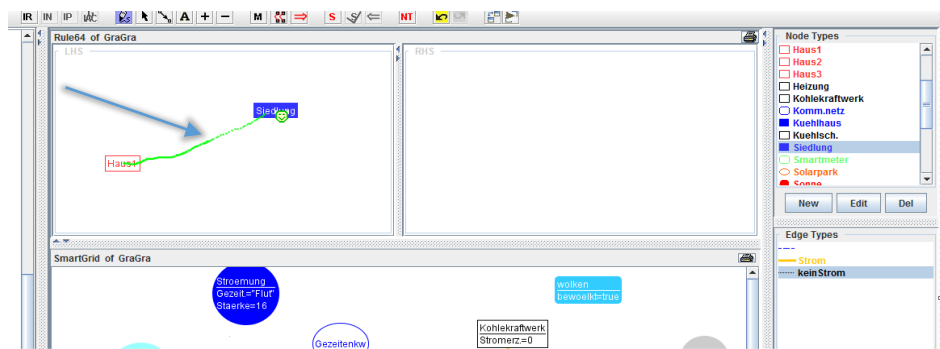 IR IN IP A + − M S NT
Rule64 of GraGra
LHS
RHS
Siedlung
Haus1
SmartGrid of GraGra
Stroemung
Gezeit.="Flut"
Staerke=16
Gezeitenkw
wolken
bewoelkt=true
Kohlekraftwerk
Stromerz.=0
Node Types
Haus1
Haus2
Haus3
Heizung
Kohlekraftwerk
Komm.netz
Kuehlhaus
Kuehlsch.
Siedlung
Smartmeter
Solarpark
Sonne
New Edit Del
Edge Types
Strom
keinStrom